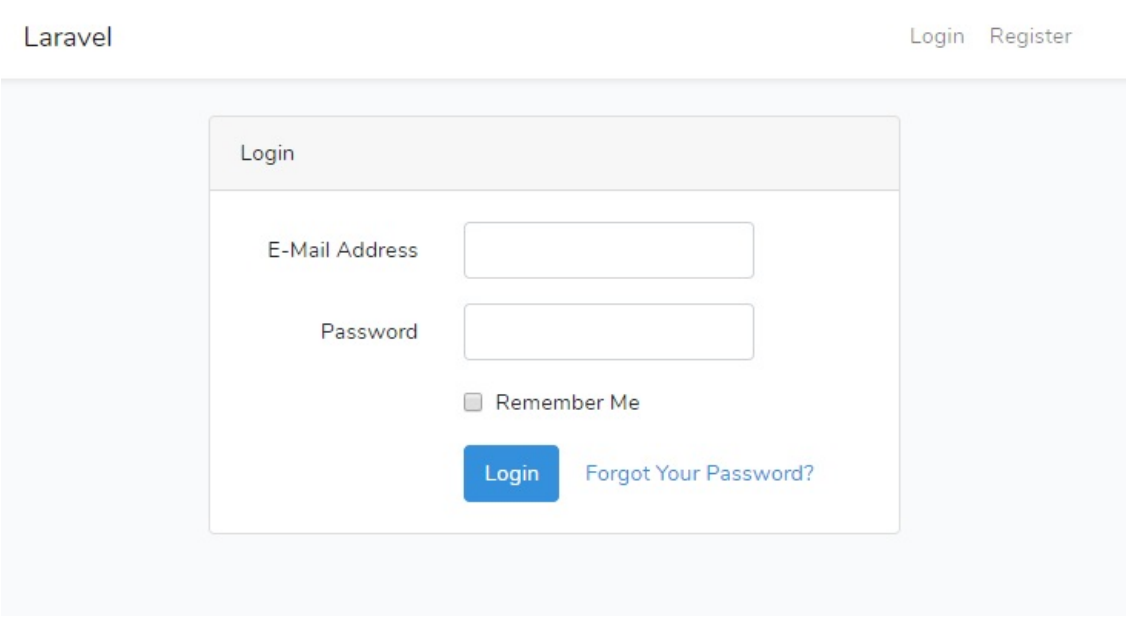 Laravel Login Register
Login
E-Mail Address
Password
Remember Me
Login Forgot Your Password?